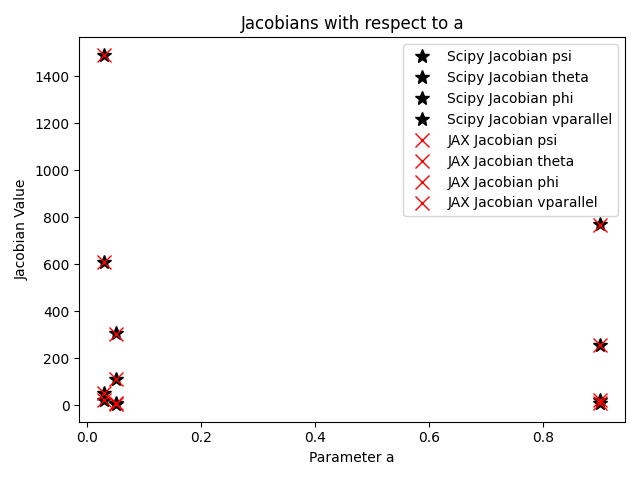 Jacobians with respect to a
Scipy Jacobian psi
Scipy Jacobian theta
Scipy Jacobian phi
Scipy Jacobian vparallel
JAX Jacobian psi
JAX Jacobian theta
JAX Jacobian phi
JAX Jacobian vparallel
Jacobian Value
1400
1200
1000
800
600
400
200
0
0.0 0.2 0.4 0.6 0.8
Parameter a